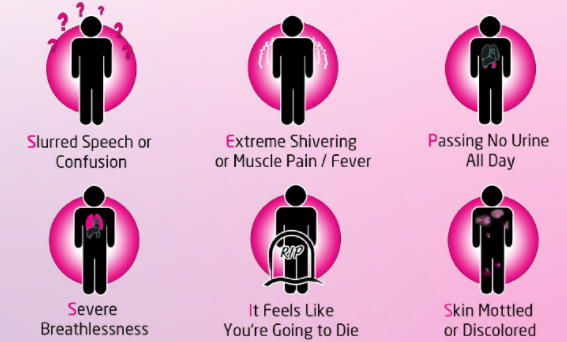 ? ? ? ? ?
Slurred Speech or
Confusion
Extreme Shivering
or Muscle Pain / Fever
Passing No Urine
All Day
Severe
Breathlessness
RIP
It Feels Like
You're Going to Die
Skin Mottled
or Discolored